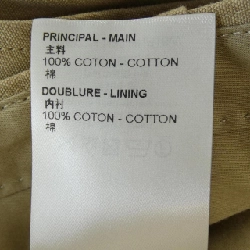 PRINCIPAL - MAIN
主料
100% COTON - COTTON
棉
DOUBLURE - LINING
内衬
100% COTON - COTTON
棉